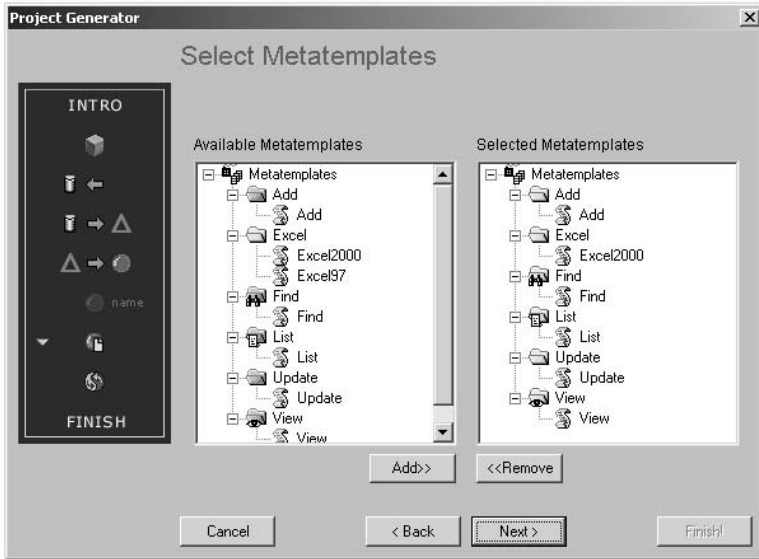 Project Generator
Select Metatemplates
INTRO
name
FINISH
Available Metatemplates
Metatemplates
Add
Add
Excel
Excel2000
Excel97
Find
Find
List
List
Update
Update
View
View
Selected Metatemplates
Metatemplates
Add
Add
Excel
Excel2000
Find
Find
List
List
Update
Update
View
View
Add>>
<<Remove
Cancel
< Back
Next >
Finish!